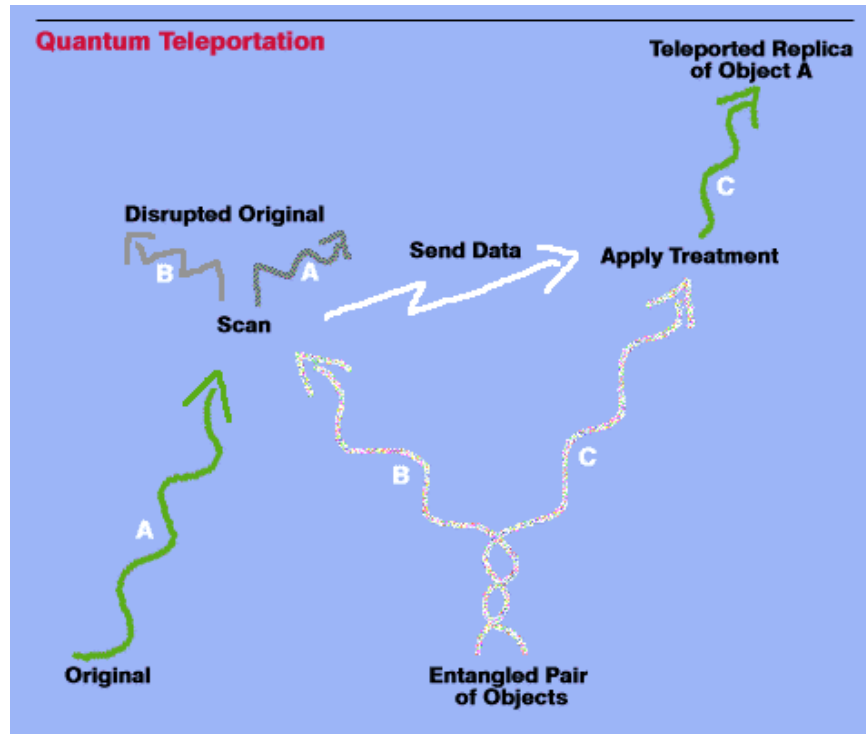 Quantum Teleportation
Teleported Replica
of Object A
C
Disrupted Original
B
A
Send Data
Apply Treatment
Scan
B
C
A
Original
Entangled Pair
of Objects